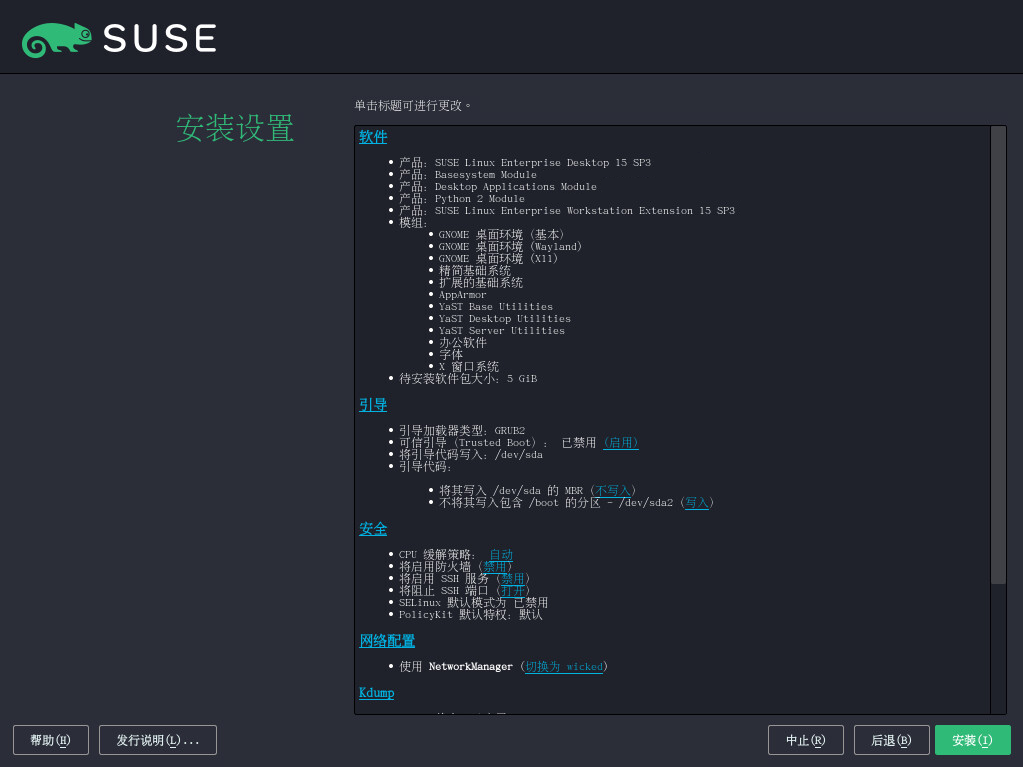 SUSE
单击标题可进行更改。
安装设置
软件
产品: SUSE Linux Enterprise Desktop 15 SP3
产品: Basesystem Module
产品: Desktop Applications Module
产品: Python 2 Module
产品: SUSE Linux Enterprise Workstation Extension 15 SP3
模组:
GNOME 桌面环境（基本）
GNOME 桌面环境 (Wayland)
GNOME 桌面环境 (X11)
精简基础系统
扩展的基础系统
AppArmor
YaST Base Utilities
YaST Desktop Utilities
YaST Server Utilities
办公软件
字体
X 窗口系统
待安装软件包大小: 5 GiB
引导
引导加载器类型: GRUB2
可信引导 (Trusted Boot)： 已禁用 (启用)
将引导代码写入: /dev/sda
引导代码:
将其写入 /dev/sda 的 MBR (不写入)
不将其写入包含 /boot 的分区 - /dev/sda2 (写入)
安全
CPU 缓解策略: 自动
将启用防火墙 (禁用)
将启用 SSH 服务 (禁用)
将阻止 SSH 端口 (打开)
SELinux 默认模式为 已禁用
PolicyKit 默认特权: 默认
网络配置
使用 NetworkManager (切换为 wicked)
Kdump
帮助(H) 发行说明(L)... 中止(R) 后退(B) 安装(I)